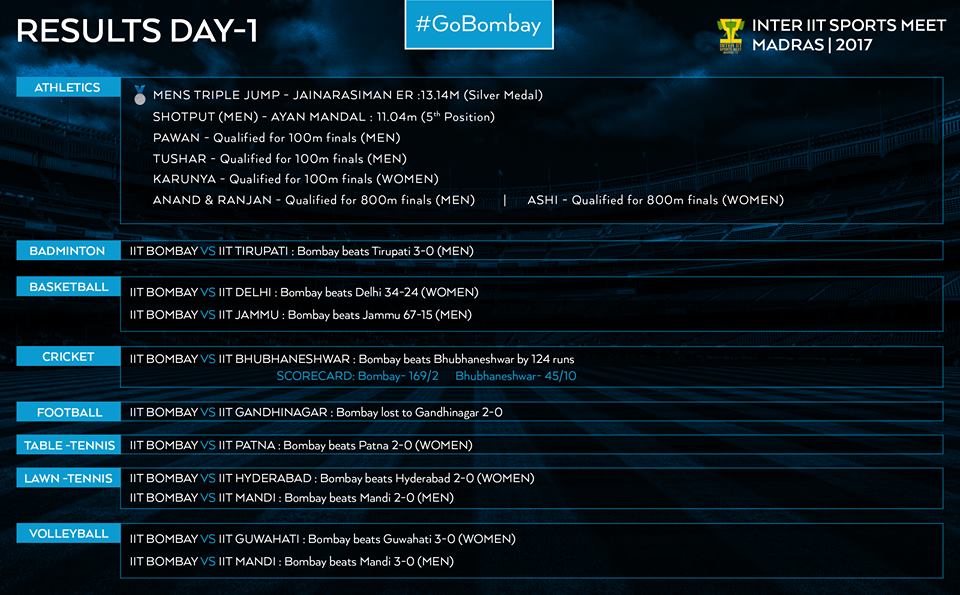 RESULTS DAY-1
#GoBombay
INTER IIT SPORTS MEET
MADRAS | 2017
ATHLETICS
MENS TRIPLE JUMP - JAINARASIMAN ER :13.14M (Silver Medal)
SHOTPUT (MEN) - AYAN MANDAL : 11.04m (5th Position)
PAWAN - Qualified for 100m finals (MEN)
TUSHAR - Qualified for 100m finals (MEN)
KARUNYA - Qualified for 100m finals (WOMEN)
ANAND & RANJAN - Qualified for 800m finals (MEN) | ASHI - Qualified for 800m finals (WOMEN)
BADMINTON
IIT BOMBAY VS IIT TIRUPATI : Bombay beats Tirupati 3-0 (MEN)
BASKETBALL
IIT BOMBAY VS IIT DELHI : Bombay beats Delhi 34-24 (WOMEN)
IIT BOMBAY VS IIT JAMMU : Bombay beats Jammu 67-15 (MEN)
CRICKET
IIT BOMBAY VS IIT BHUBHANESHWAR : Bombay beats Bhubhaneshwar by 124 runs
SCORECARD: Bombay- 169/2 Bhubhaneshwar- 45/10
FOOTBALL
IIT BOMBAY VS IIT GANDHINAGAR : Bombay lost to Gandhinagar 2-0
TABLE -TENNIS
IIT BOMBAY VS IIT PATNA : Bombay beats Patna 2-0 (WOMEN)
LAWN -TENNIS
IIT BOMBAY VS IIT HYDERABAD : Bombay beats Hyderabad 2-0 (WOMEN)
IIT BOMBAY VS IIT MANDI : Bombay beats Mandi 2-0 (MEN)
VOLLEYBALL
IIT BOMBAY VS IIT GUWAHATI : Bombay beats Guwahati 3-0 (WOMEN)
IIT BOMBAY VS IIT MANDI : Bombay beats Mandi 3-0 (MEN)